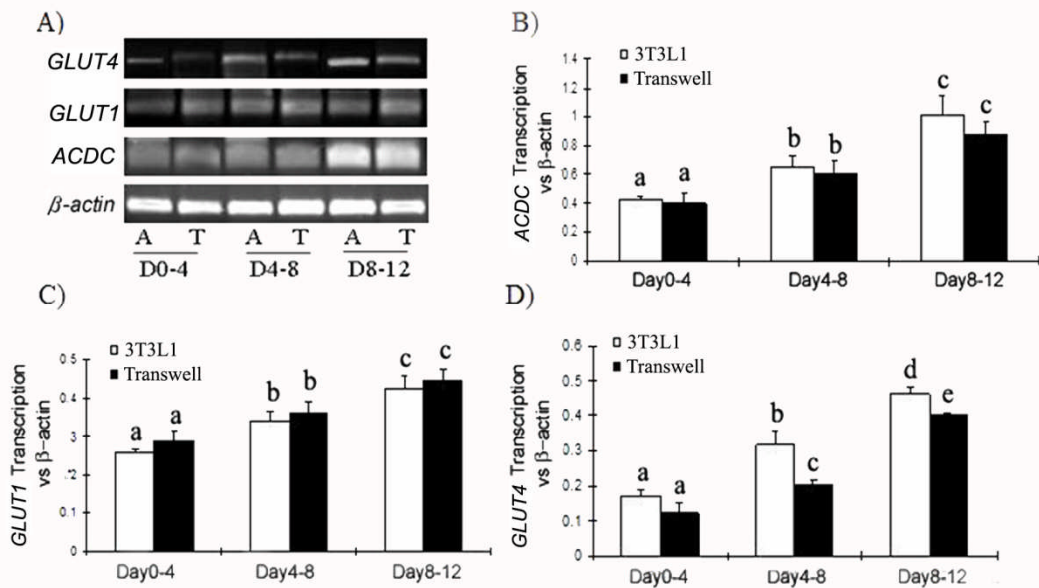 A)
GLUT4
GLUT1
ACDC
β-actin
A T A T A T
D0-4 D4-8 D8-12
B)
3T3L1
Transwell
ACDC Transcription
vs β-actin
1.4
1.2
1
0.8
0.6
0.4
0.2
0
a a b b c c
Day0-4 Day4-8 Day8-12
C)
3T3L1
Transwell
GLUT1 Transcription
vs β-actin
0.5
0.4
0.3
0.2
0.1
0
a a b b c c
Day0-4 Day4-8 Day8-12
D)
3T3L1
Transwell
GLUT4 Transcription
vs β-actin
0.6
0.5
0.4
0.3
0.2
0.1
0
a a b c d e
Day0-4 Day4-8 Day8-12